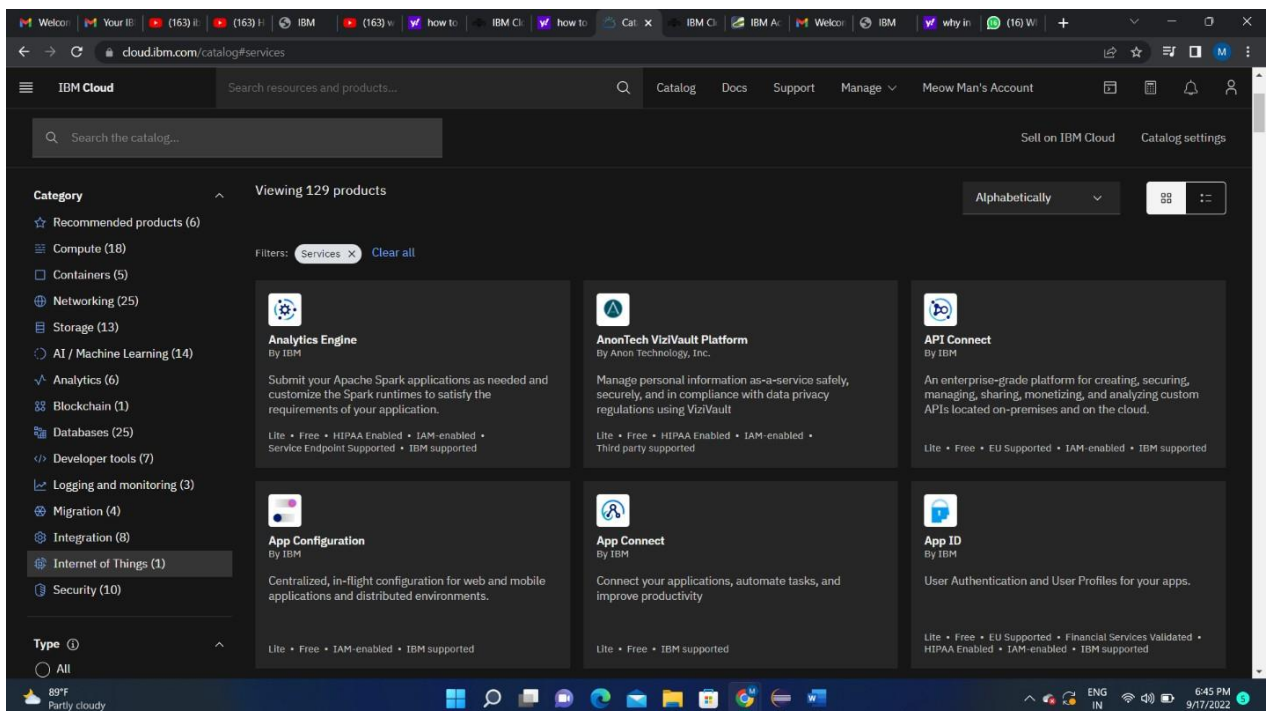 Welcon
Your IB
(163) ib
(163) H
IBM
(163) w
how to
IBM Cl
how to
Cat
IBM Cl
IBM Ac
Welcor
IBM
why in
(16) W
cloud.ibm.com/catalog#services
M
IBM Cloud
Search resources and products...
Catalog
Docs
Support
Manage
Meow Man's Account
Search the catalog...
Sell on IBM Cloud
Catalog settings
Category
Recommended products (6)
Compute (18)
Containers (5)
Networking (25)
Storage (13)
AI / Machine Learning (14)
Analytics (6)
Blockchain (1)
Databases (25)
Developer tools (7)
Logging and monitoring (3)
Migration (4)
Integration (8)
Internet of Things (1)
Security (10)
Type
All
Viewing 129 products
Alphabetically
Filters: Services × Clear all
Analytics Engine
By IBM
Submit your Apache Spark applications as needed and
customize the Spark runtimes to satisfy the
requirements of your application.
Lite • Free • HIPAA Enabled • IAM-enabled •
Service Endpoint Supported • IBM supported
AnonTech ViziVault Platform
By Anon Technology, Inc.
Manage personal information as-a-service safely,
securely, and in compliance with data privacy
regulations using ViziVault
Lite • Free • HIPAA Enabled • IAM-enabled •
Third party supported
API Connect
By IBM
An enterprise-grade platform for creating, securing,
managing, sharing, monetizing, and analyzing custom
APIs located on-premises and on the cloud.
Lite • Free • EU Supported • IAM-enabled • IBM supported
App Configuration
By IBM
Centralized, in-flight configuration for web and mobile
applications and distributed environments.
Lite • Free • IAM-enabled • IBM supported
App Connect
By IBM
Connect your applications, automate tasks, and
improve productivity
Lite • Free • IBM supported
App ID
By IBM
User Authentication and User Profiles for your apps.
Lite • Free • EU Supported • Financial Services Validated •
HIPAA Enabled • IAM-enabled • IBM supported
89°F
Partly cloudy
ENG
IN
6:45 PM
9/17/2022
5